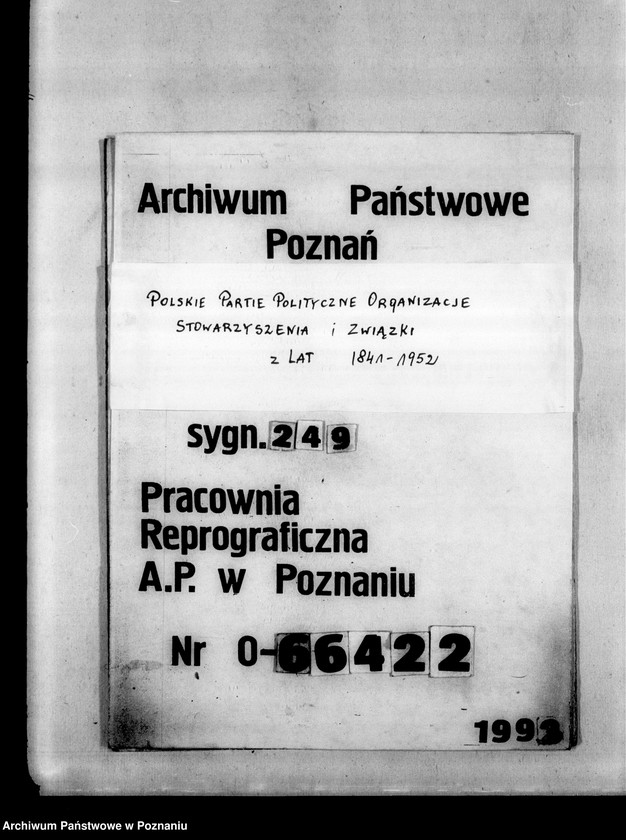 Archiwum Państwowe
Poznań
POLSKIE PARTIE POLITYCZNE ORGANIZACJE
STOWARZYSZENIA i ZWIĄZKI
z LAT 1841-1952
sygn. 249
Pracownia
Reprograficzna
A.P. w Poznaniu
Nr O-66422
1993
Archiwum Państwowe w Poznaniu